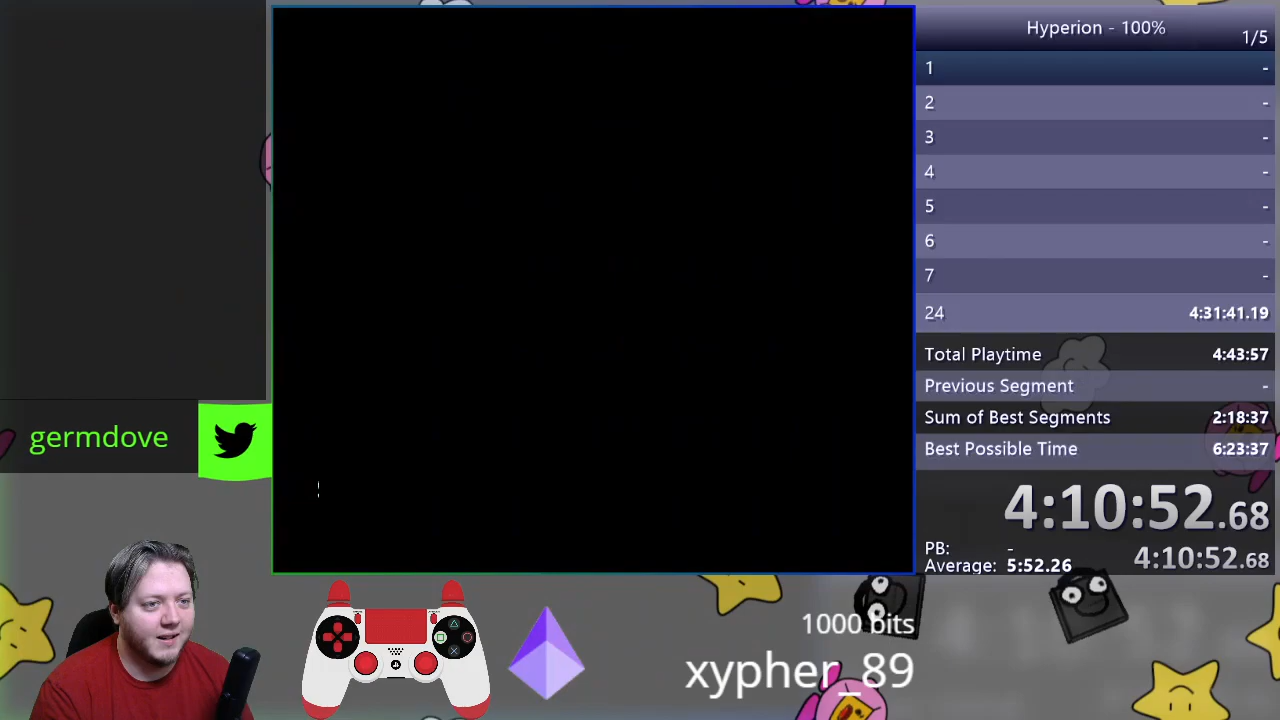 Hyperion - 100%
1/5
1 -
2 -
3 -
4 -
5 -
6 -
7 -
24 4:31:41.19
Total Playtime 4:43:57
Previous Segment -
Sum of Best Segments 2:18:37
Best Possible Time 6:23:37
4:10:52.68
PB: -
Average: 5:52.26 4:10:52.68
germdove
1000 bits
xypher_89